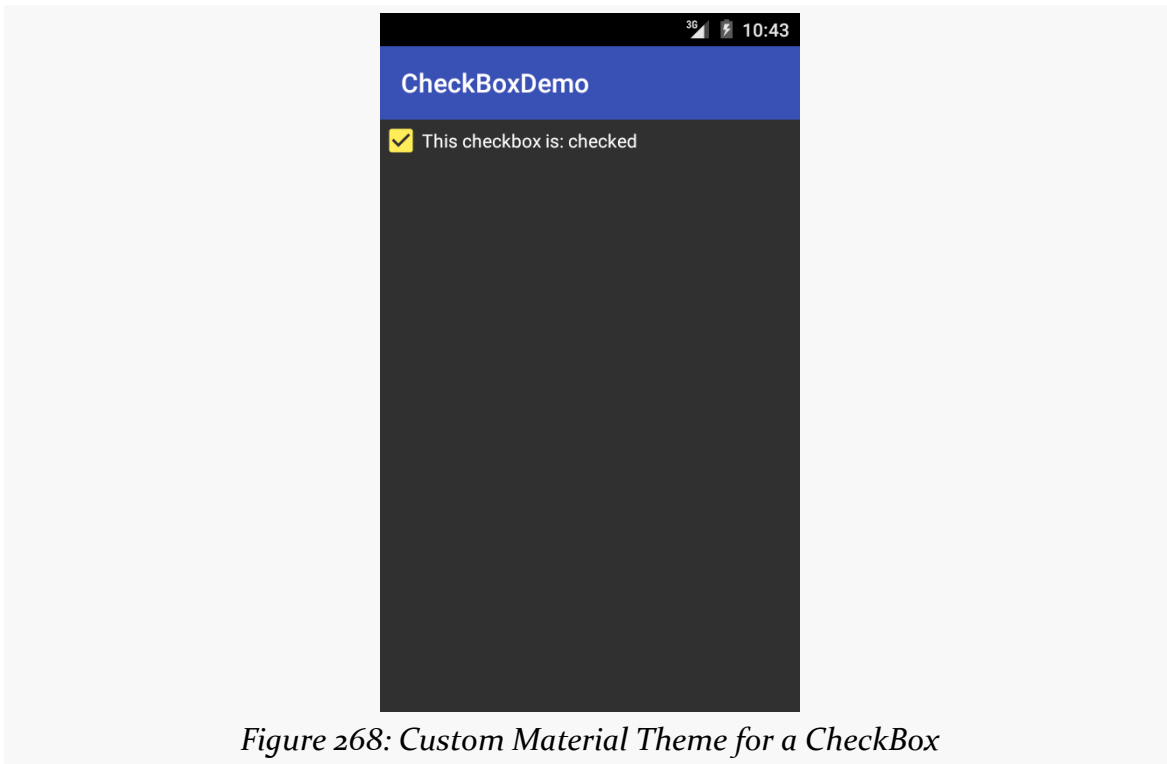 3G 10:43
CheckBoxDemo
This checkbox is: checked
Figure 268: Custom Material Theme for a CheckBox